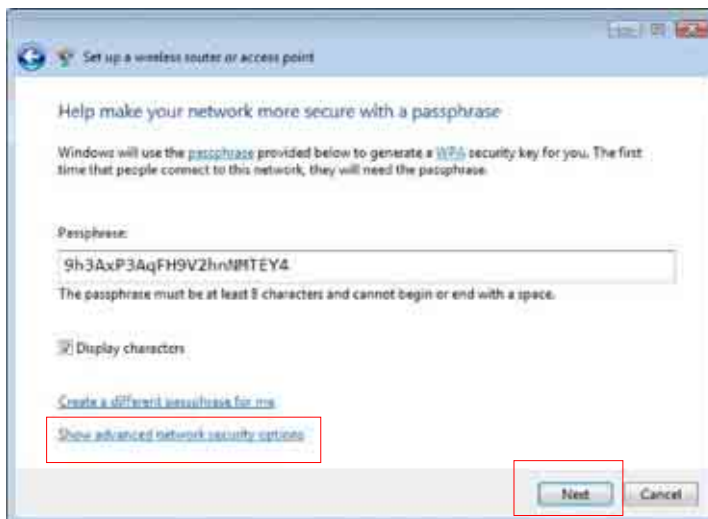 Set up a wireless router or access point
Help make your network more secure with a passphrase
Windows will use the passphrase provided below to generate a WPA security key for you. The first
time that people connect to this network, they will need the passphrase.
Passphrase:
9h3AxP3AqFH9V2hnNMTEY4
The passphrase must be at least 8 characters and cannot begin or end with a space.
Display characters
Create a different passphrase for me
Show advanced network security options
Next Cancel